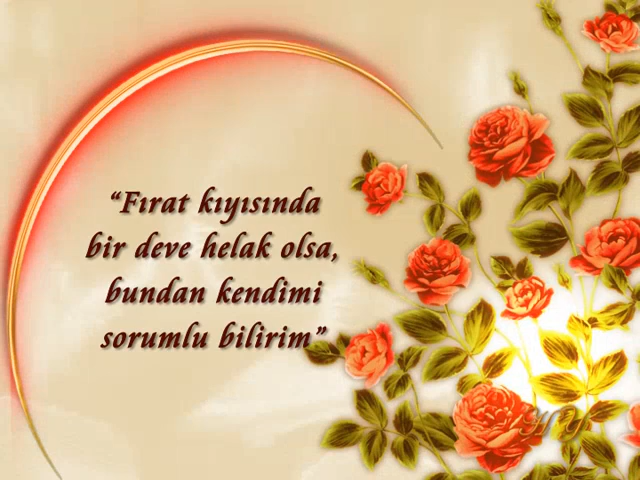 “Fırat kıyısında
bir deve helak olsa,
bundan kendimi
sorumlu bilirim”